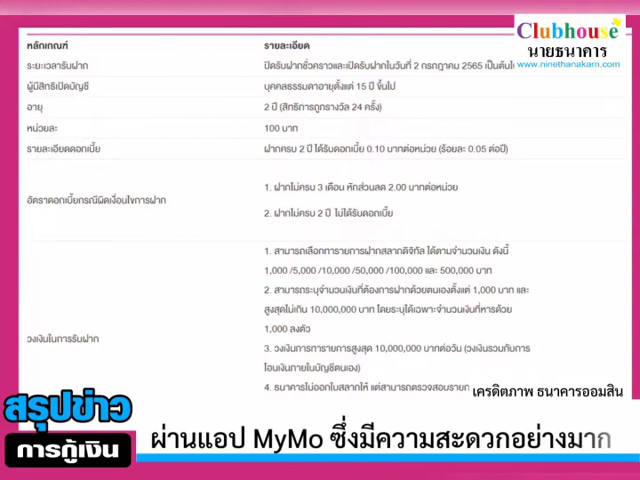 Clubhouse
นายธนาคาร
www.ninethanakarn.com
หลักเกณฑ์ รายละเอียด
ระยะเวลารับฝาก ปิดรับฝากชั่วคราวและเปิดรับฝากในวันที่ 2 กรกฎาคม 2565 เป็นต้นไป
ผู้มีสิทธิเปิดบัญชี บุคคลธรรมดาอายุตั้งแต่ 15 ปี ขึ้นไป
อายุ 2 ปี (สิทธิการถูกรางวัล 24 ครั้ง)
หน่วยละ 100 บาท
รายละเอียดดอกเบี้ย ฝากครบ 2 ปี ได้รับดอกเบี้ย 0.10 บาทต่อหน่วย (ร้อยละ 0.05 ต่อปี)
อัตราดอกเบี้ยกรณีผิดเงื่อนไขการฝาก
1. ฝากไม่ครบ 3 เดือน หักส่วนลด 2.00 บาทต่อหน่วย
2. ฝากไม่ครบ 2 ปี ไม่ได้รับดอกเบี้ย
วงเงินในการรับฝาก
1. สามารถเลือกทำรายการฝากสลากดิจิทัล ได้ตามจำนวนเงิน ดังนี้
1,000 /5,000 /10,000 /50,000 /100,000 และ 500,000 บาท
2. สามารถระบุจำนวนเงินที่ต้องการฝากด้วยตนเองตั้งแต่ 1,000 บาท และ
สูงสุดไม่เกิน 10,000,000 บาท โดยระบุได้เฉพาะจำนวนเงินที่หารด้วย
1,000 ลงตัว
3. วงเงินการทำรายการสูงสุด 10,000,000 บาทต่อวัน (วงเงินรวมกับการ
โอนเงินภายในบัญชีตนเอง)
4. ธนาคารไม่ออกใบสลากให้ แต่สามารถตรวจสอบรายก
เครดิตภาพ ธนาคารออมสิน
สรุปข่าว
การกู้เงิน
ผ่านแอป MyMo ซึ่งมีความสะดวกอย่างมาก